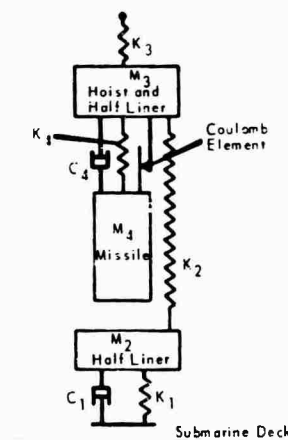 K3
M3
Hoist and
Half Liner
K4
Coulomb
Element
C4
M4
Missile
K2
M2
Half Liner
C1
K1
Submarine Deck